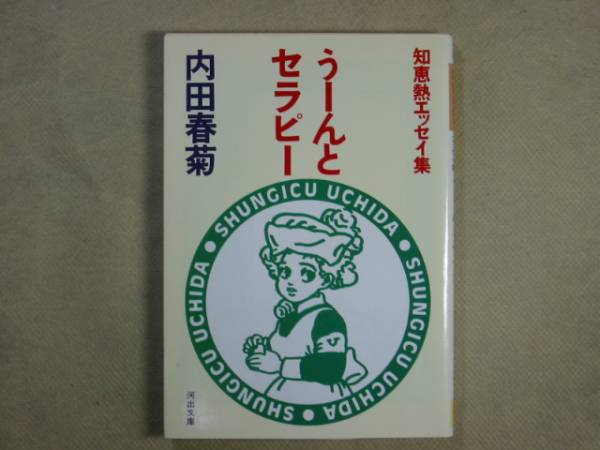 知恵熱エッセイ集
うーんと
セラピー
内田春菊
SHUNGICU UCHIDA • SHUNGICU UCHIDA • SHUNGICU UCHIDA •
河出文庫